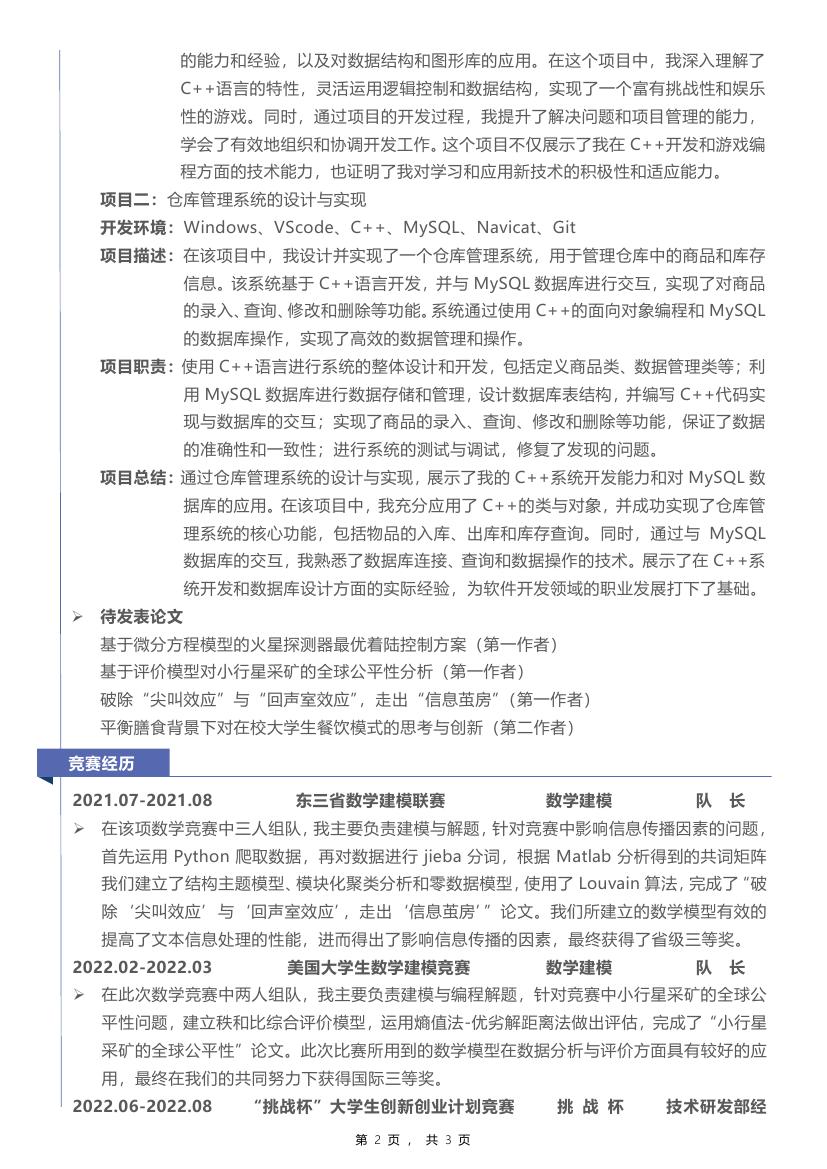 的能力和经验，以及对数据结构和图形库的应用。在这个项目中，我深入理解了
C++语言的特性，灵活运用逻辑控制和数据结构，实现了一个富有挑战性和娱乐
性的游戏。同时，通过项目的开发过程，我提升了解决问题和项目管理的能力，
学会了有效地组织和协调开发工作。这个项目不仅展示了我在 C++开发和游戏编
程方面的技术能力，也证明了我对学习和应用新技术的积极性和适应能力。
项目二：仓库管理系统的设计与实现
开发环境：Windows、VScode、C++、MySQL、Navicat、Git
项目描述：在该项目中，我设计并实现了一个仓库管理系统，用于管理仓库中的商品和库存
信息。该系统基于 C++语言开发，并与 MySQL 数据库进行交互，实现了对商品
的录入、查询、修改和删除等功能。系统通过使用 C++的面向对象编程和 MySQL
的数据库操作，实现了高效的数据管理和操作。
项目职责：使用 C++语言进行系统的整体设计和开发，包括定义商品类、数据管理类等；利
用 MySQL 数据库进行数据存储和管理，设计数据库表结构，并编写 C++代码实
现与数据库的交互；实现了商品的录入、查询、修改和删除等功能，保证了数据
的准确性和一致性；进行系统的测试与调试，修复了发现的问题。
项目总结：通过仓库管理系统的设计与实现，展示了我的 C++系统开发能力和对 MySQL 数
据库的应用。在该项目中，我充分应用了 C++的类与对象，并成功实现了仓库管
理系统的核心功能，包括物品的入库、出库和库存查询。同时，通过与 MySQL
数据库的交互，我熟悉了数据库连接、查询和数据操作的技术。展示了在 C++系
统开发和数据库设计方面的实际经验，为软件开发领域的职业发展打下了基础。
➢ 待发表论文
基于微分方程模型的火星探测器最优着陆控制方案（第一作者）
基于评价模型对小行星采矿的全球公平性分析（第一作者）
破除“尖叫效应”与“回声室效应”，走出“信息茧房”（第一作者）
平衡膳食背景下对在校大学生餐饮模式的思考与创新（第二作者）
竞赛经历
2021.07-2021.08 东三省数学建模联赛 数学建模 队 长
➢ 在该项数学竞赛中三人组队，我主要负责建模与解题，针对竞赛中影响信息传播因素的问题，
首先运用 Python 爬取数据，再对数据进行 jieba 分词，根据 Matlab 分析得到的共词矩阵
我们建立了结构主题模型、模块化聚类分析和零数据模型，使用了 Louvain 算法，完成了“破
除‘尖叫效应’与‘回声室效应’，走出‘信息茧房’”论文。我们所建立的数学模型有效的
提高了文本信息处理的性能，进而得出了影响信息传播的因素，最终获得了省级三等奖。
2022.02-2022.03 美国大学生数学建模竞赛 数学建模 队 长
➢ 在此次数学竞赛中两人组队，我主要负责建模与编程解题，针对竞赛中小行星采矿的全球公
平性问题，建立秩和比综合评价模型，运用熵值法-优劣解距离法做出评估，完成了“小行星
采矿的全球公平性”论文。此次比赛所用到的数学模型在数据分析与评价方面具有较好的应
用，最终在我们的共同努力下获得国际三等奖。
2022.06-2022.08 “挑战杯”大学生创新创业计划竞赛 挑 战 杯 技术研发部经
第 2 页 ， 共 3 页